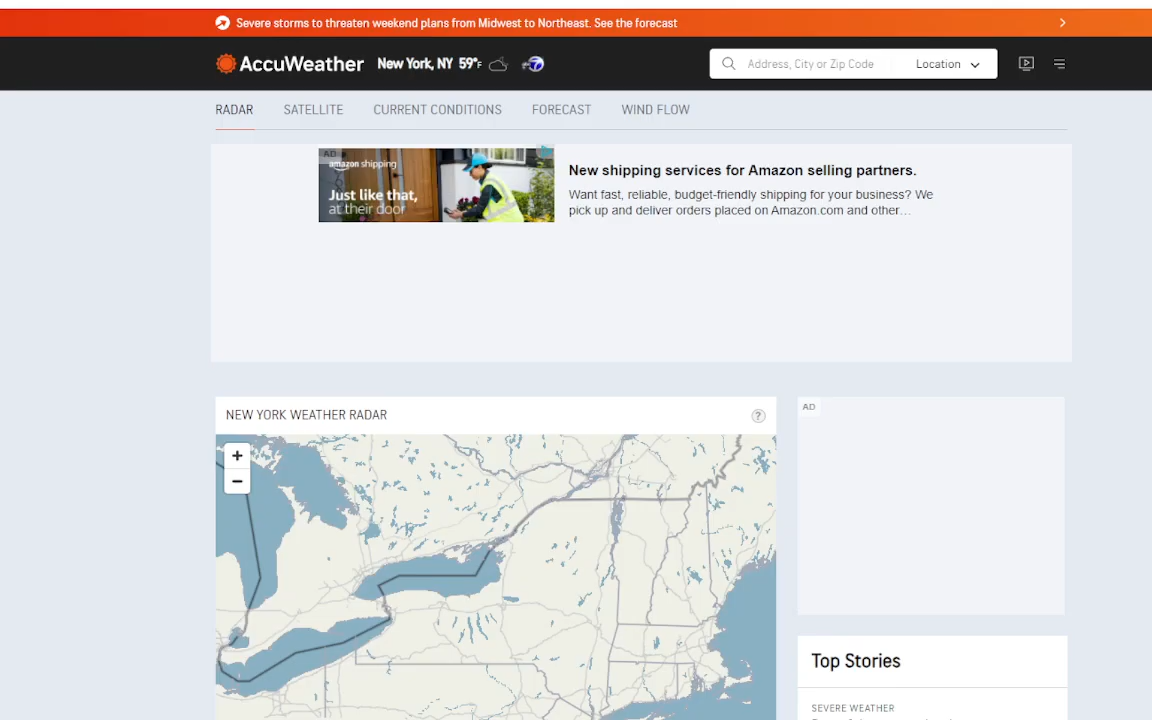 Severe storms to threaten weekend plans from Midwest to Northeast. See the forecast
AccuWeather New York, NY 59°F
Address, City or Zip Code Location
RADAR SATELLITE CURRENT CONDITIONS FORECAST WIND FLOW
AD
amazon shipping
Just like that,
at their door
New shipping services for Amazon selling partners.
Want fast, reliable, budget-friendly shipping for your business? We
pick up and deliver orders placed on Amazon.com and other…
NEW YORK WEATHER RADAR ?
+
−
AD
Top Stories
SEVERE WEATHER